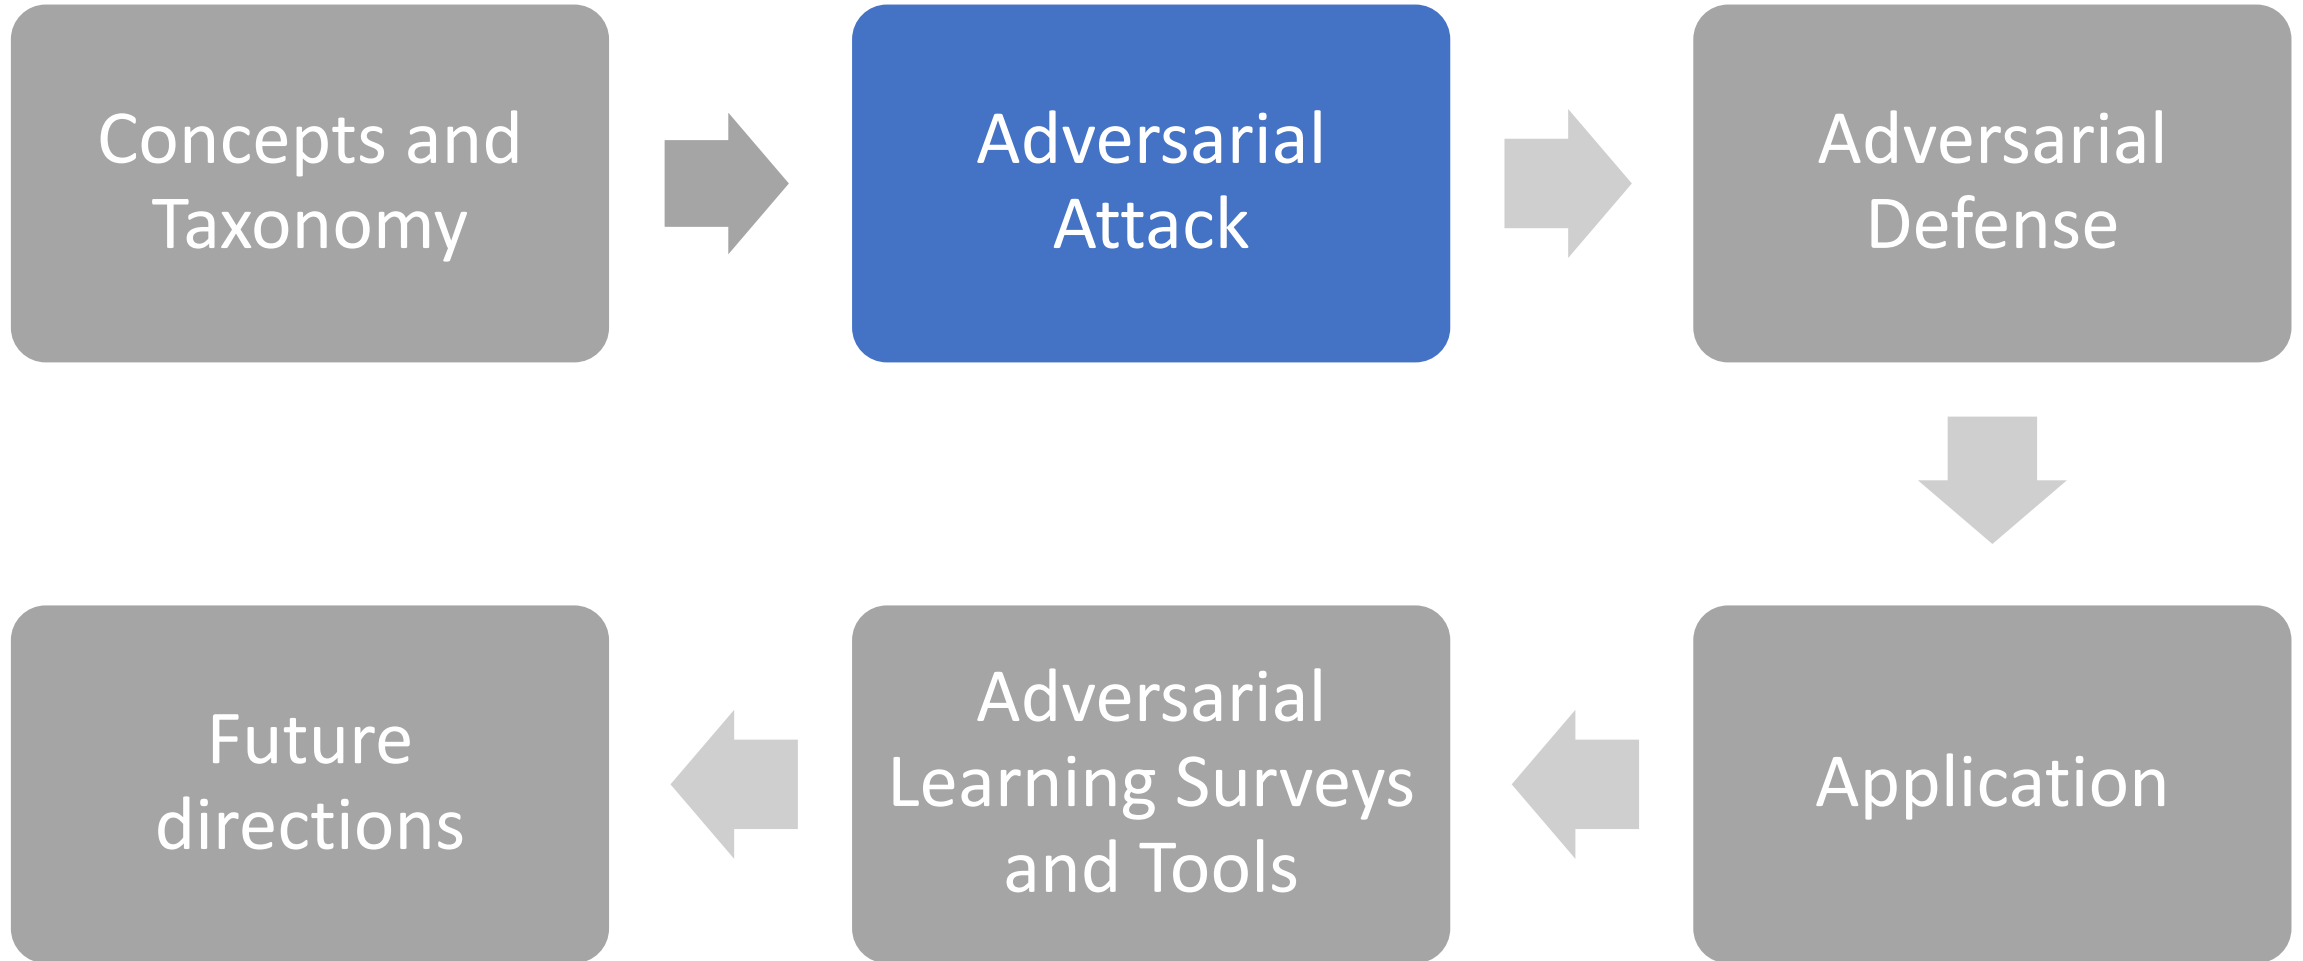 Concepts and
Taxonomy
Adversarial
Attack
Adversarial
Defense
Application
Adversarial
Learning Surveys
and Tools
Future
directions